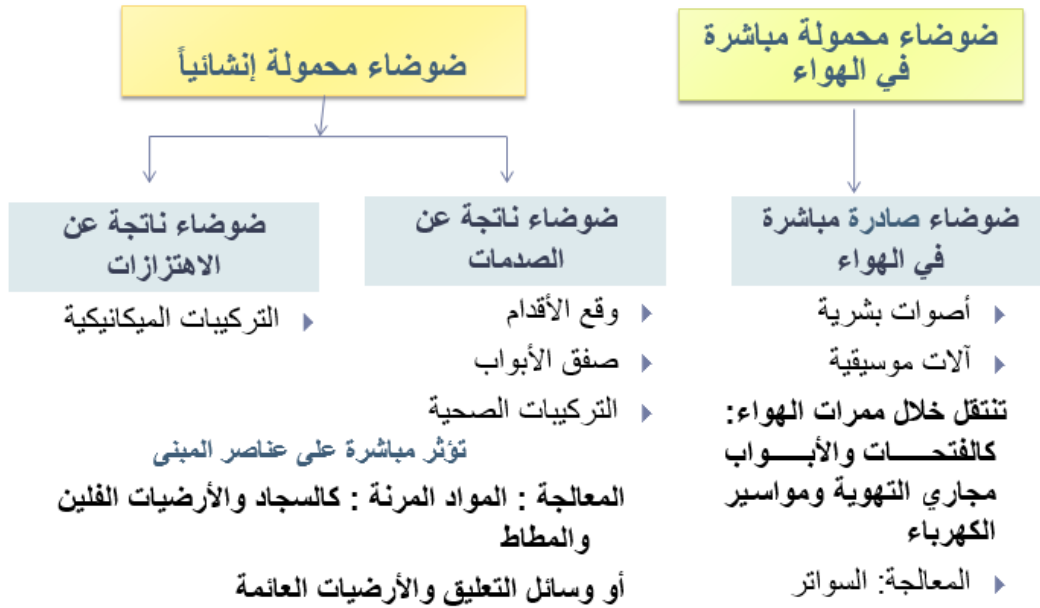 ضوضاء محمولة مباشرة
في الهواء
ضوضاء صادرة مباشرة
في الهواء
أصوات بشرية
آلات موسيقية
تنتقل خلال ممرات الهواء:
كالفتحـــــات والأبـــــواب
مجاري التهوية ومواسير
الكهرباء
المعالجة: السواتر
ضوضاء محمولة إنشائياً
ضوضاء ناتجة عن
الصدمات
وقع الأقدام
صفق الأبواب
التركيبات الصحية
ضوضاء ناتجة عن
الاهتزازات
التركيبات الميكانيكية
تؤثر مباشرة على عناصر المبنى
المعالجة : المواد المرنة : كالسجاد والأرضيات الفلين
والمطاط
أو وسائل التعليق والأرضيات العائمة